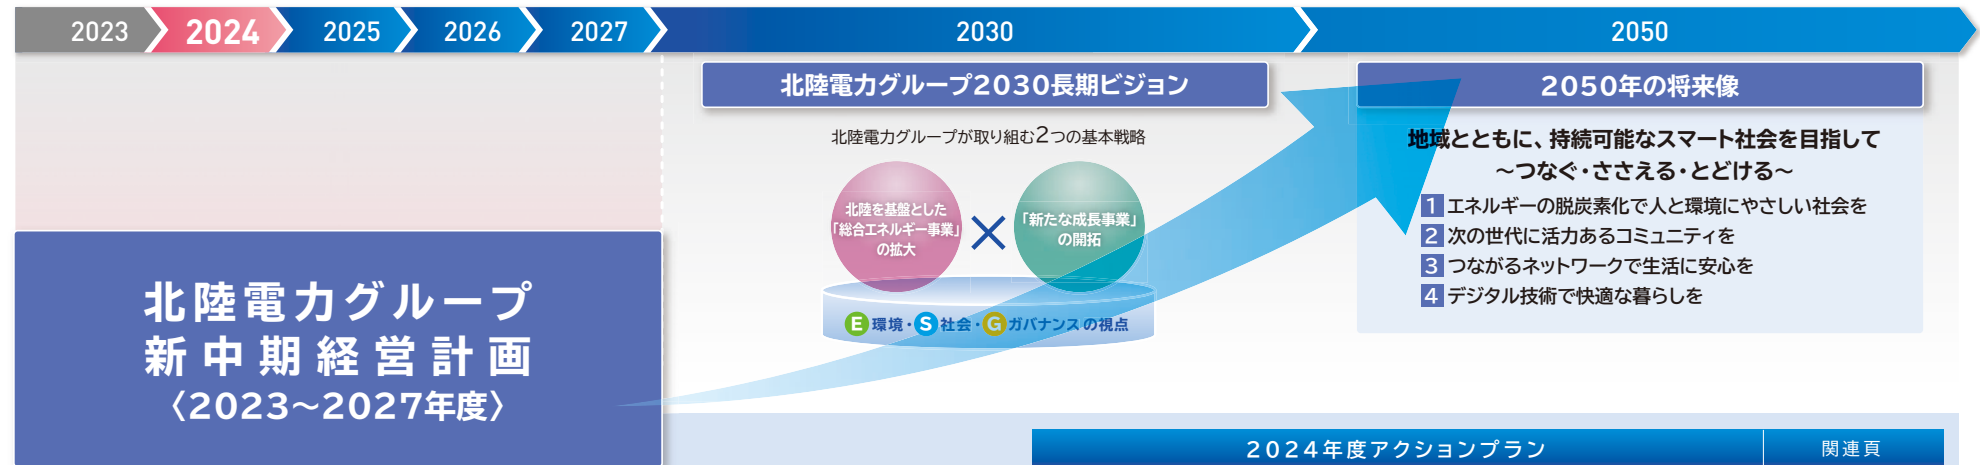 2023
2024
2025
2026
2027
2030
2050
北陸電力グループ
新中期経営計画
〈2023～2027年度〉
北陸電力グループ2030長期ビジョン
北陸電力グループが取り組む2つの基本戦略
北陸を基盤とした
「総合エネルギー事業」
の拡大
×
「新たな成長事業」
の開拓
E環境・S社会・Gガバナンスの視点
2050年の将来像
地域とともに、持続可能なスマート社会を目指して
～つなぐ・ささえる・とどける～
1 エネルギーの脱炭素化で人と環境にやさしい社会を
2 次の世代に活力あるコミュニティを
3 つながるネットワークで生活に安心を
4 デジタル技術で快適な暮らしを
2024年度アクションプラン
関連頁